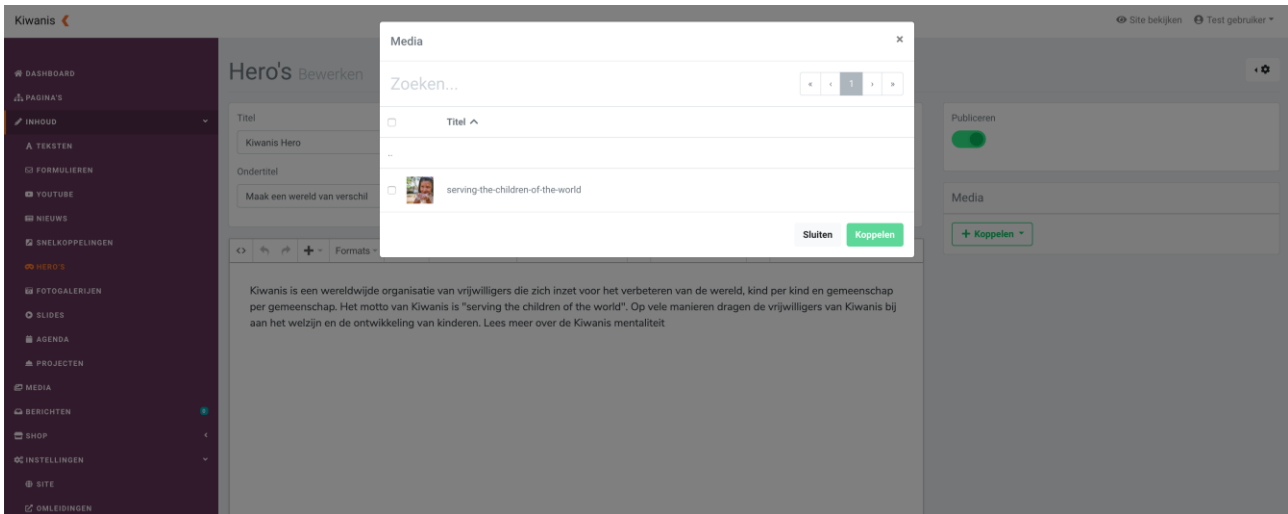 Kiwanis
Site bekijken
Test gebruiker
DASHBOARD
PAGINA'S
INHOUD
TEKSTEN
FORMULIEREN
YOUTUBE
NIEUWS
SNELKOPPELINGEN
HERO'S
FOTOGALERIJEN
SLIDES
AGENDA
PROJECTEN
MEDIA
BERICHTEN
SHOP
INSTELLINGEN
SITE
OMLEIDINGEN
Hero's Bewerken
Titel
Kiwanis Hero
Ondertitel
Maak een wereld van verschil
Formats
Kiwanis is een wereldwijde organisatie van vrijwilligers die zich inzet voor het verbeteren van de wereld, kind per kind en gemeenschap
per gemeenschap. Het motto van Kiwanis is "serving the children of the world". Op vele manieren dragen de vrijwilligers van Kiwanis bij
aan het welzijn en de ontwikkeling van kinderen. Lees meer over de Kiwanis mentaliteit
Media
×
Zoeken...
« ‹ 1 › »
Titel
..
serving-the-children-of-the-world
Sluiten
Koppelen
Publiceren
Media
+ Koppelen